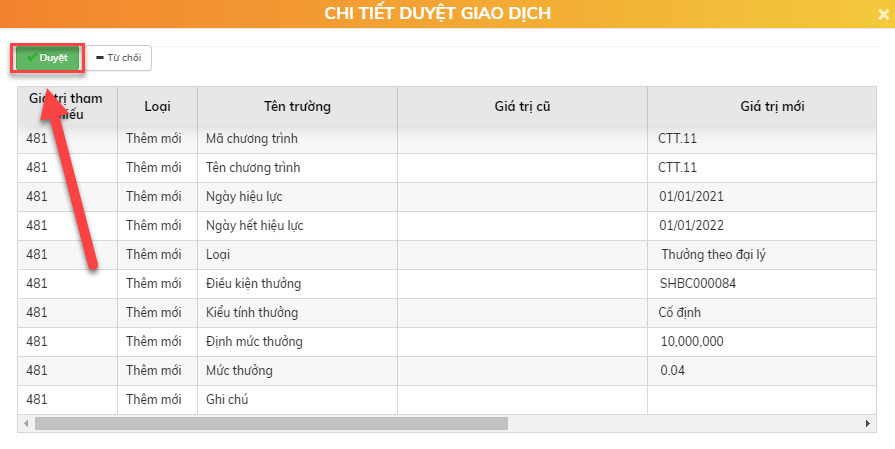 CHI TIẾT DUYỆT GIAO DỊCH
Duyệt Từ chối
Giá trị tham Loại Tên trường Giá trị cũ Giá trị mới
481 Thêm mới Mã chương trình CTT.11
481 Thêm mới Tên chương trình CTT.11
481 Thêm mới Ngày hiệu lực 01/01/2021
481 Thêm mới Ngày hết hiệu lực 01/01/2022
481 Thêm mới Loại Thưởng theo đại lý
481 Thêm mới Điều kiện thưởng SHBC000084
481 Thêm mới Kiểu tính thưởng Cố định
481 Thêm mới Định mức thưởng 10,000,000
481 Thêm mới Mức thưởng 0.04
481 Thêm mới Ghi chú